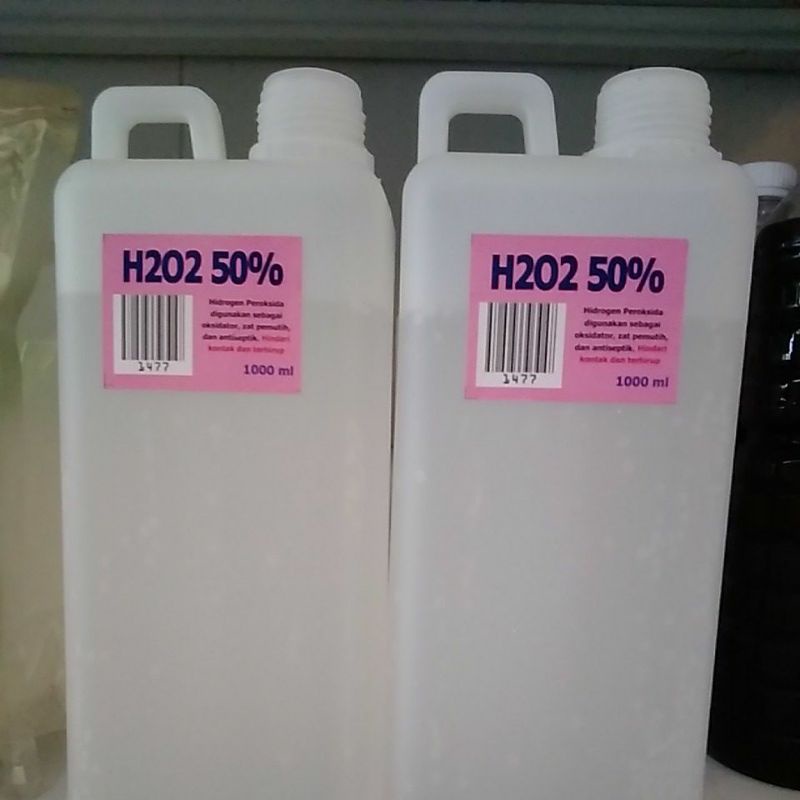 H2O2 50%
Hidrogen Peroksida
digunakan sebagai
oksidator, zat pemutih,
dan antiseptik. Hindari
kontak dan terhirup
1477
1000 ml
H2O2 50%
Hidrogen Peroksida
digunakan sebagai
oksidator, zat pemutih,
dan antiseptik. Hindari
kontak dan terhirup
1477
1000 ml